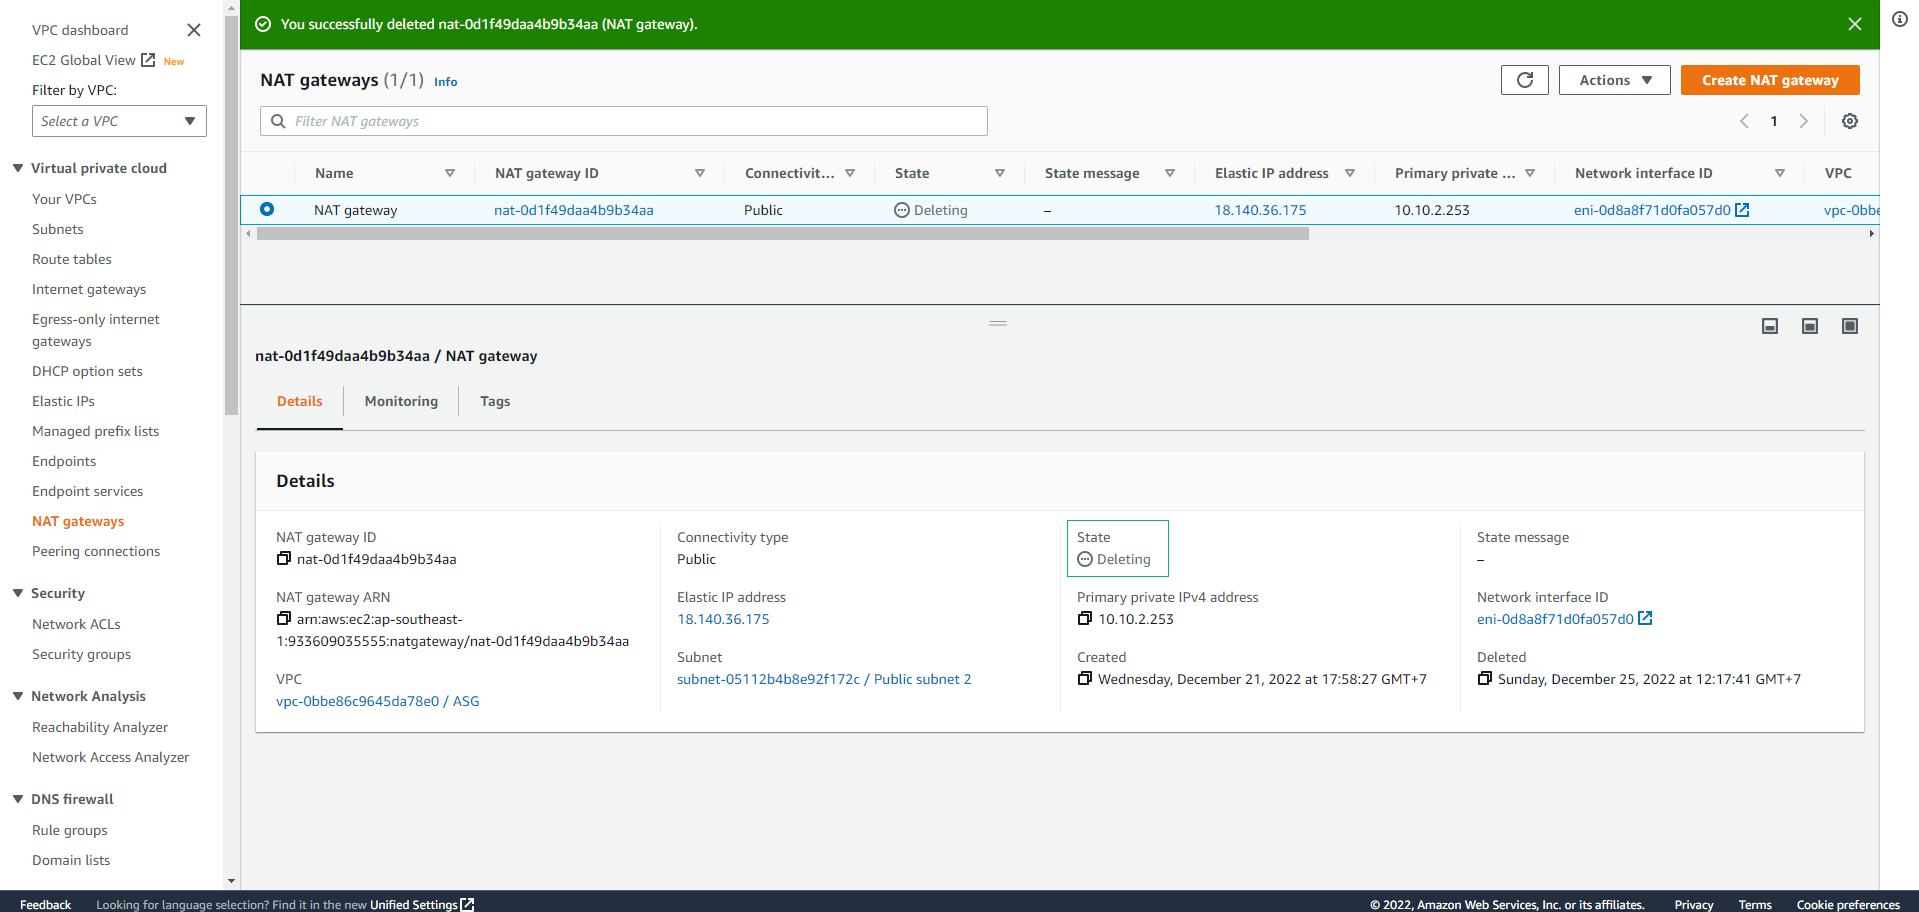 You successfully deleted nat-0d1f49daa4b9b34aa (NAT gateway).
VPC dashboard
EC2 Global View New
Filter by VPC:
Select a VPC
Virtual private cloud
Your VPCs
Subnets
Route tables
Internet gateways
Egress-only internet
gateways
DHCP option sets
Elastic IPs
Managed prefix lists
Endpoints
Endpoint services
NAT gateways
Peering connections
Security
Network ACLs
Security groups
Network Analysis
Reachability Analyzer
Network Access Analyzer
DNS firewall
Rule groups
Domain lists
NAT gateways (1/1) Info
Actions
Create NAT gateway
Filter NAT gateways
1
Name NAT gateway ID Connectivit... State State message Elastic IP address Primary private ... Network interface ID VPC
NAT gateway nat-0d1f49daa4b9b34aa Public Deleting – 18.140.36.175 10.10.2.253 eni-0d8a8f71d0fa057d0 vpc-0bbe
nat-0d1f49daa4b9b34aa / NAT gateway
Details Monitoring Tags
Details
NAT gateway ID
nat-0d1f49daa4b9b34aa
NAT gateway ARN
arn:aws:ec2:ap-southeast-
1:933609035555:natgateway/nat-0d1f49daa4b9b34aa
VPC
vpc-0bbe86c9645da78e0 / ASG
Connectivity type
Public
Elastic IP address
18.140.36.175
Subnet
subnet-05112b4b8e92f172c / Public subnet 2
State
Deleting
Primary private IPv4 address
10.10.2.253
Created
Wednesday, December 21, 2022 at 17:58:27 GMT+7
State message
–
Network interface ID
eni-0d8a8f71d0fa057d0
Deleted
Sunday, December 25, 2022 at 12:17:41 GMT+7
Feedback Looking for language selection? Find it in the new Unified Settings © 2022, Amazon Web Services, Inc. or its affiliates. Privacy Terms Cookie preferences